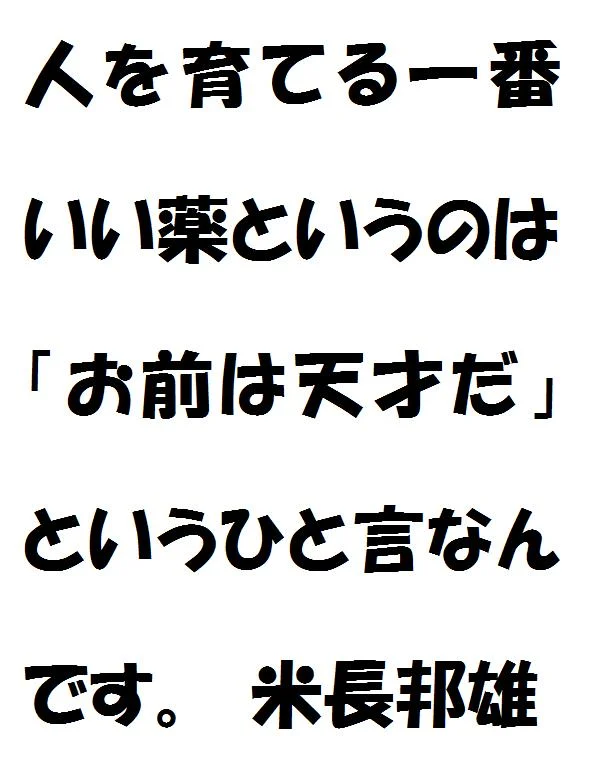 人を育てる一番
いい薬というのは
「お前は天才だ」
というひと言なん
です。 米長邦雄